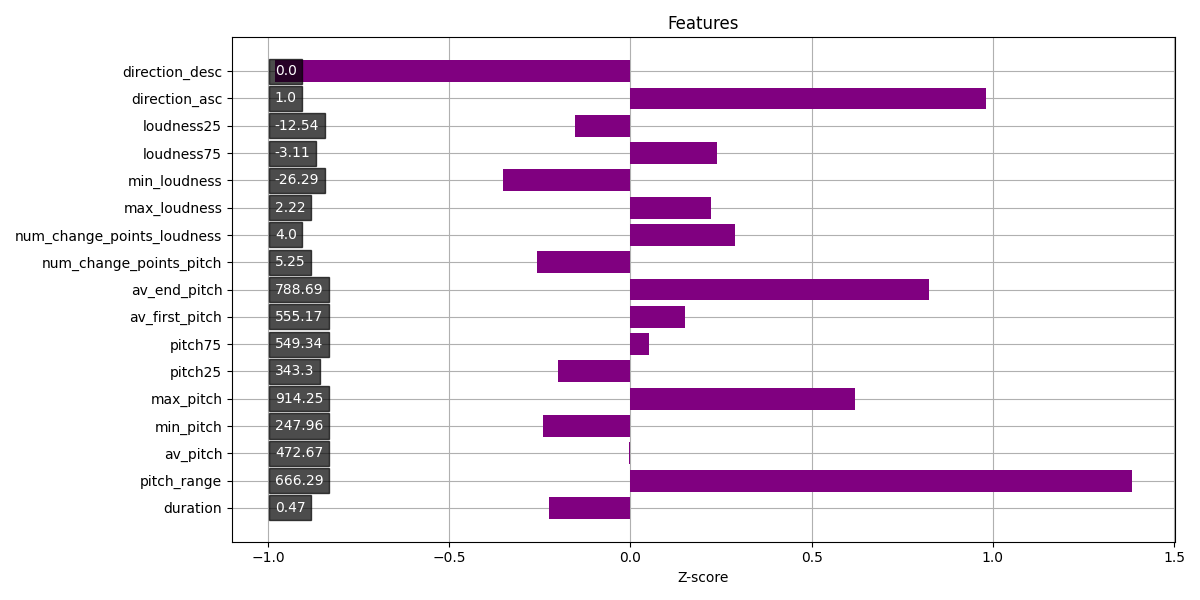 Features
direction_desc 0.0
direction_asc 1.0
loudness25 -12.54
loudness75 -3.11
min_loudness -26.29
max_loudness 2.22
num_change_points_loudness 4.0
num_change_points_pitch 5.25
av_end_pitch 788.69
av_first_pitch 555.17
pitch75 549.34
pitch25 343.3
max_pitch 914.25
min_pitch 247.96
av_pitch 472.67
pitch_range 666.29
duration 0.47
−1.0 −0.5 0.0 0.5 1.0 1.5
Z-score